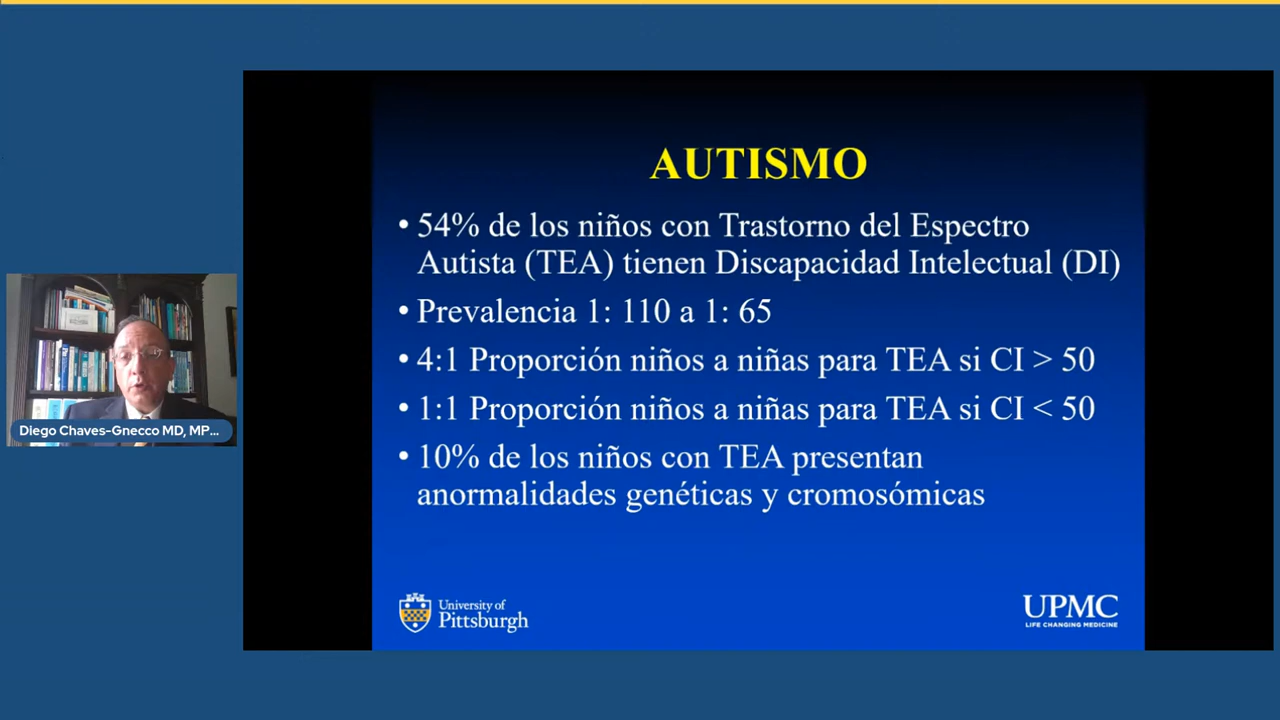 AUTISMO
• 54% de los niños con Trastorno del Espectro
Autista (TEA) tienen Discapacidad Intelectual (DI)
• Prevalencia 1: 110 a 1: 65
• 4:1 Proporción niños a niñas para TEA si CI > 50
• 1:1 Proporción niños a niñas para TEA si CI < 50
• 10% de los niños con TEA presentan
anormalidades genéticas y cromosómicas
Diego Chaves-Gnecco MD, MP...
University of
Pittsburgh
UPMC
LIFE CHANGING MEDICINE